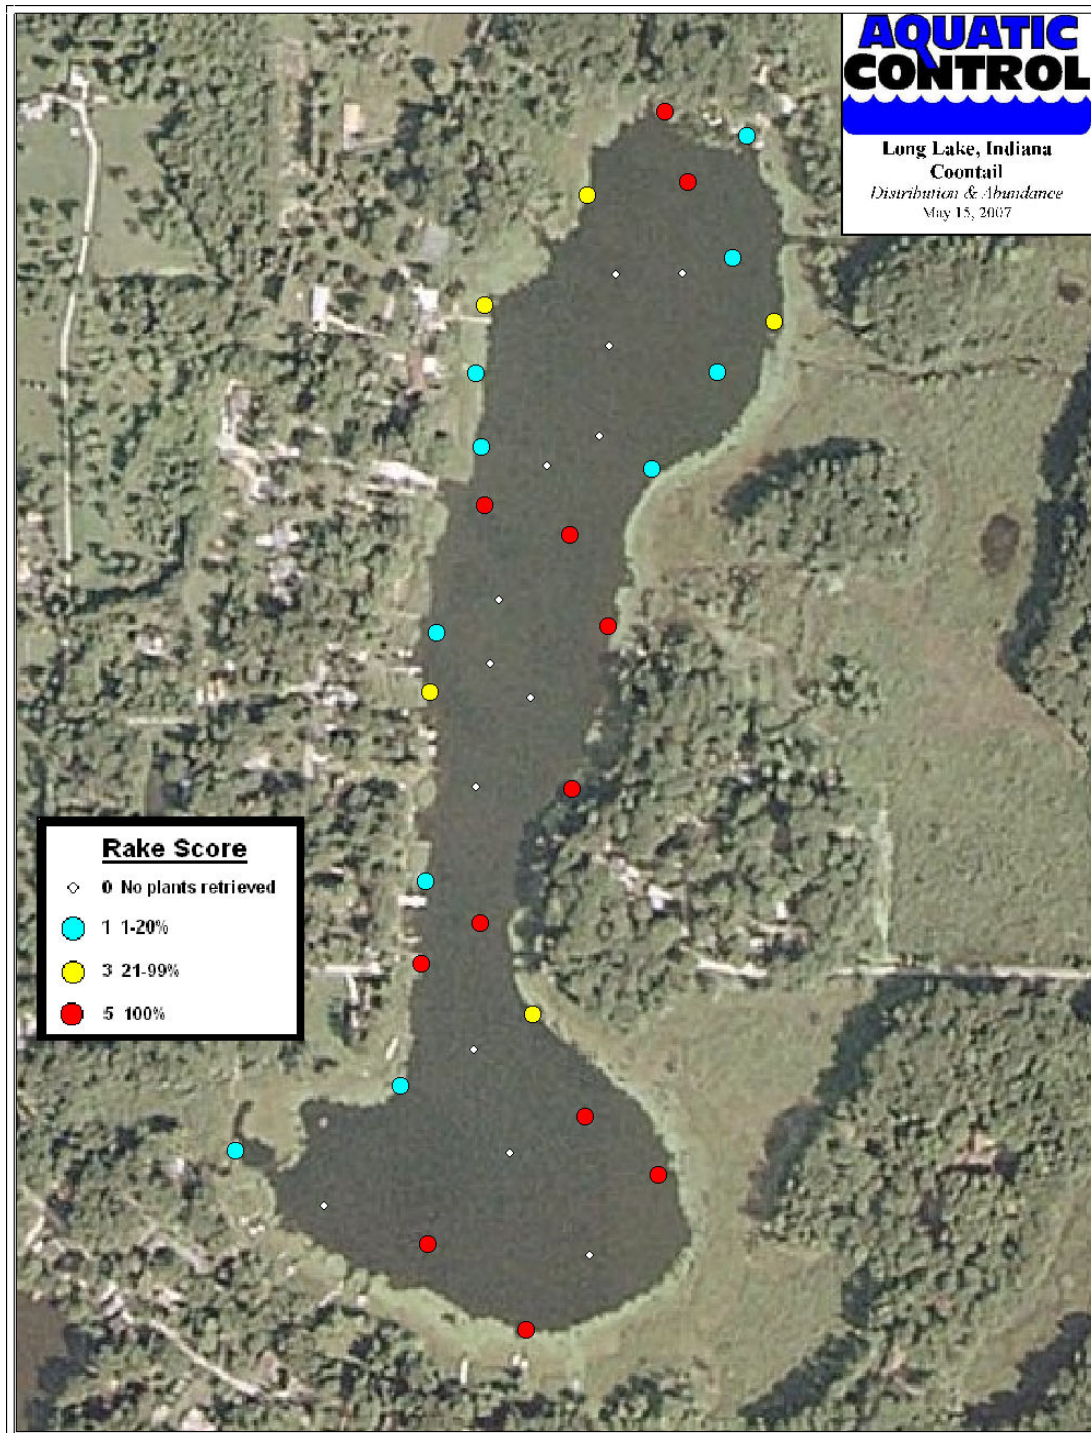 AQUATIC
CONTROL
Long Lake, Indiana
Coontail
Distribution & Abundance
May 15, 2007
Rake Score
0 No plants retrieved
1 1-20%
3 21-99%
5 100%